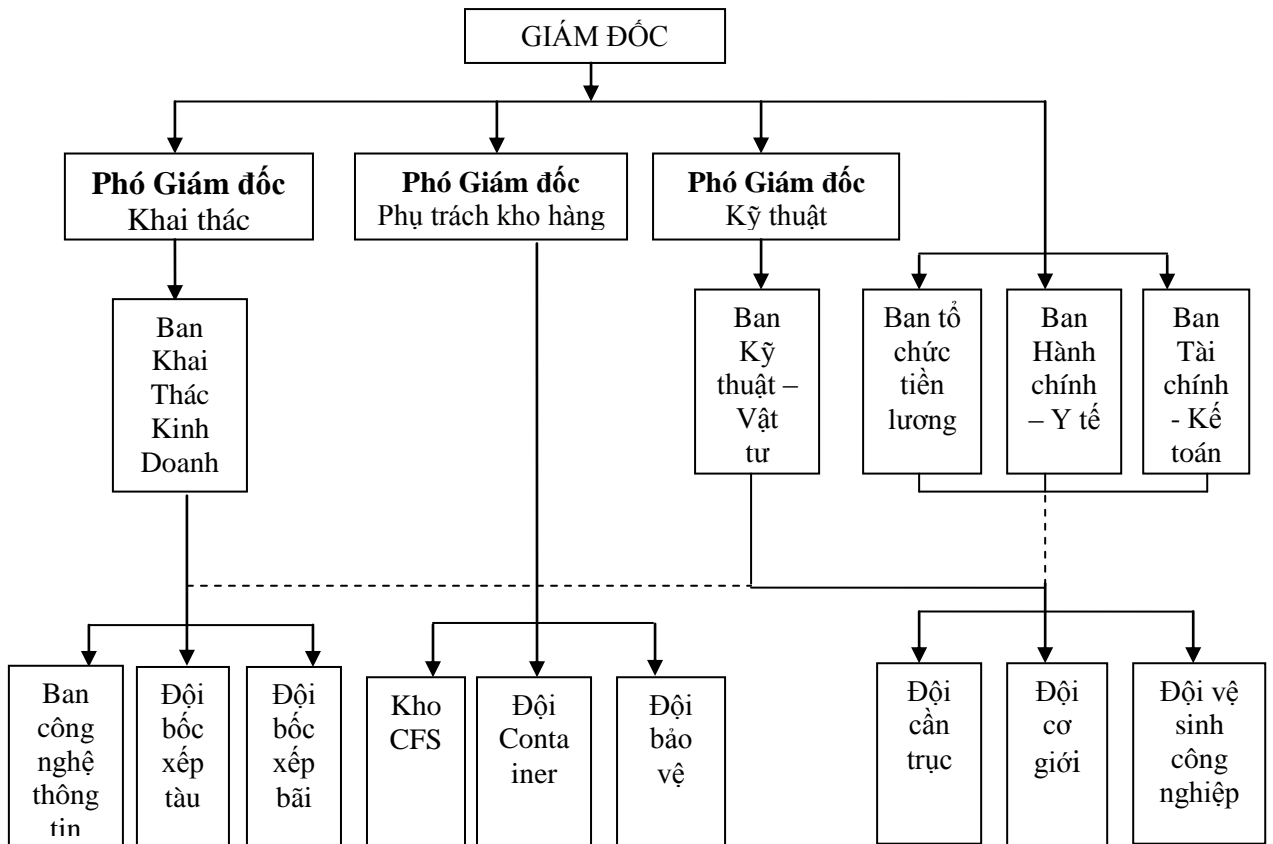 GIÁM ĐỐC
Phó Giám đốc
Khai thác
Phó Giám đốc
Phụ trách kho hàng
Phó Giám đốc
Kỹ thuật
Ban
Khai
Thác
Kinh
Doanh
Ban
Kỹ
thuật –
Vật
tư
Ban tổ
chức
tiền
lương
Ban
Hành
chính
– Y tế
Ban
Tài
chính
- Kế
toán
Ban
công
nghệ
thông
tin
Đội
bốc
xếp
tàu
Đội
bốc
xếp
bãi
Kho
CFS
Đội
Conta
iner
Đội
bảo
vệ
Đội
cần
trục
Đội
cơ
giới
Đội vệ
sinh
công
nghiệp